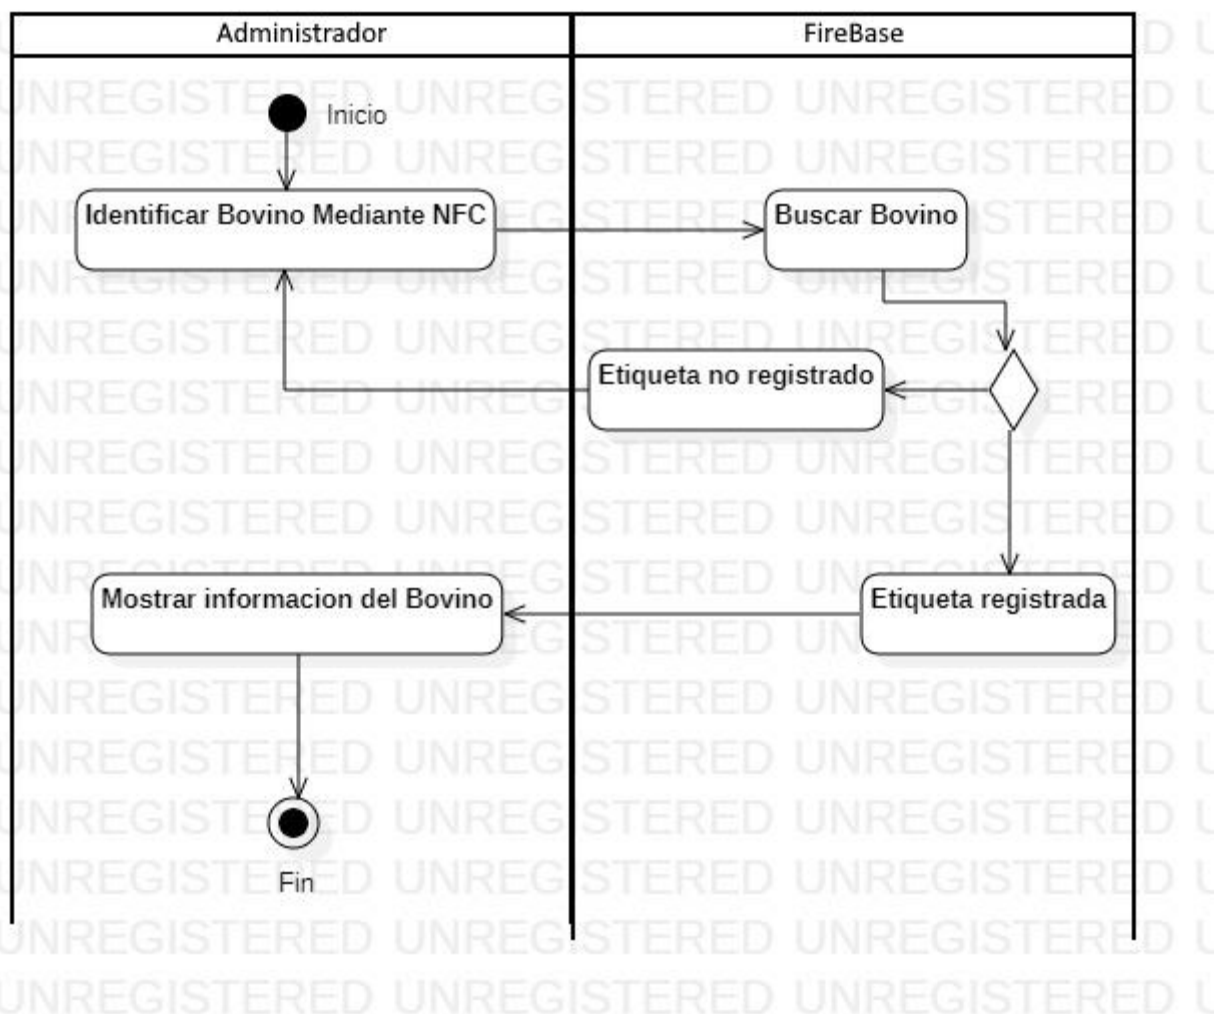 Administrador
FireBase
Inicio
Identificar Bovino Mediante NFC
Buscar Bovino
Etiqueta no registrado
Mostrar informacion del Bovino
Etiqueta registrada
Fin
UNREGISTERED